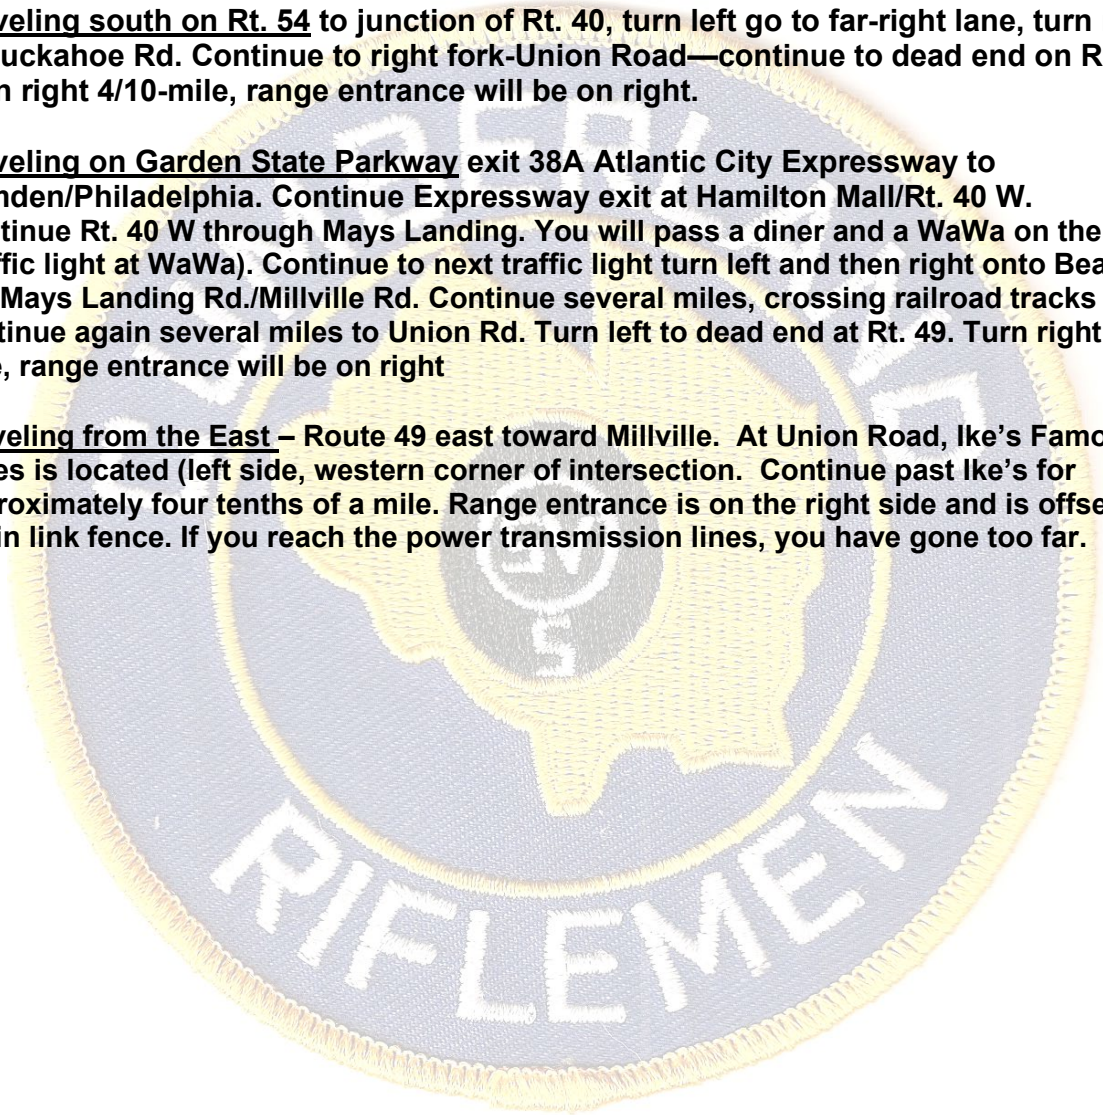 veling south on Rt. 54 to junction of Rt. 40, turn left go to far-right lane, turn
uckahoe Rd. Continue to right fork-Union Road—continue to dead end on R
n right 4/10-mile, range entrance will be on right.
veling on Garden State Parkway exit 38A Atlantic City Expressway to
nden/Philadelphia. Continue Expressway exit at Hamilton Mall/Rt. 40 W.
tinue Rt. 40 W through Mays Landing. You will pass a diner and a WaWa on the
ffic light at WaWa). Continue to next traffic light turn left and then right onto Bea
Mays Landing Rd./Millville Rd. Continue several miles, crossing railroad tracks
tinue again several miles to Union Rd. Turn left to dead end at Rt. 49. Turn right
e, range entrance will be on right
veling from the East – Route 49 east toward Millville. At Union Road, Ike's Famo
es is located (left side, western corner of intersection. Continue past Ike's for
roximately four tenths of a mile. Range entrance is on the right side and is offse
in link fence. If you reach the power transmission lines, you have gone too far.
CUMBERLAND
SV
S
RIFLEMEN